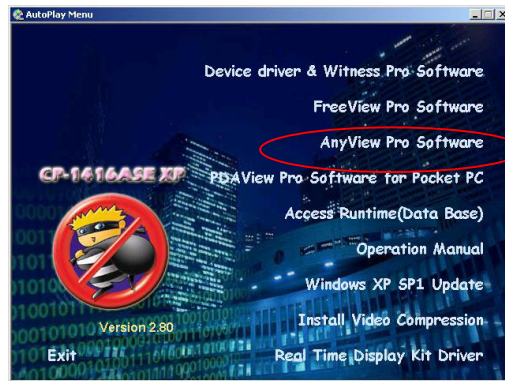 AutoPlay Menu
Device driver & Witness Pro Software
FreeView Pro Software
AnyView Pro Software
CP-1416ASE XP
PDAView Pro Software for Pocket PC
Access Runtime(Data Base)
Operation Manual
Windows XP SP1 Update
Install Video Compression
Version 2.80
Exit
Real Time Display Kit Driver